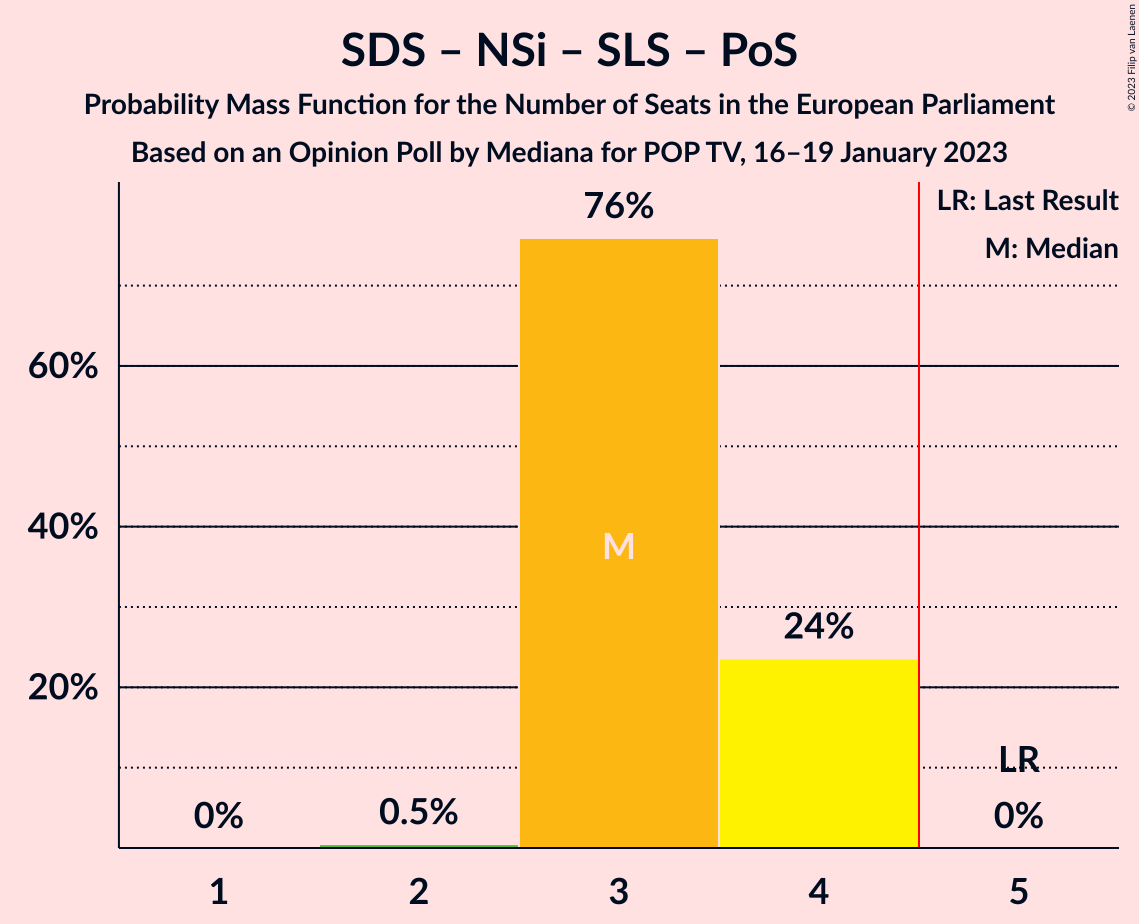 SDS – NSi – SLS – PoS
Probability Mass Function for the Number of Seats in the European Parliament
Based on an Opinion Poll by Mediana for POP TV, 16–19 January 2023
© 2023 Filip van Laenen
LR: Last Result
M: Median
76%
60%
40%
M
24%
20%
LR
0%
0.5%
0%
1
2
3
4
5